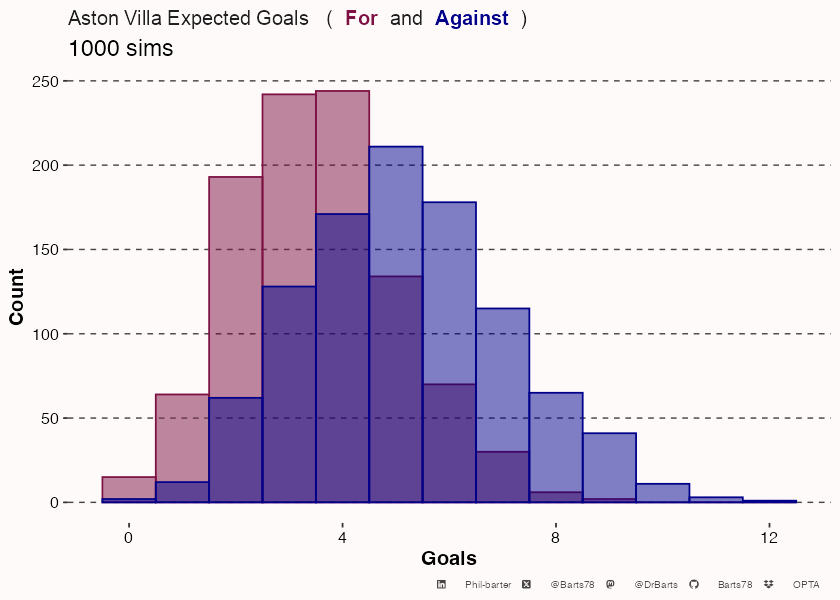 Aston Villa Expected Goals ( For and Against )
1000 sims
250
200
150
100
50
0
Count
0 4 8 12
Goals
Phil-barter @Barts78 @DrBarts Barts78 OPTA